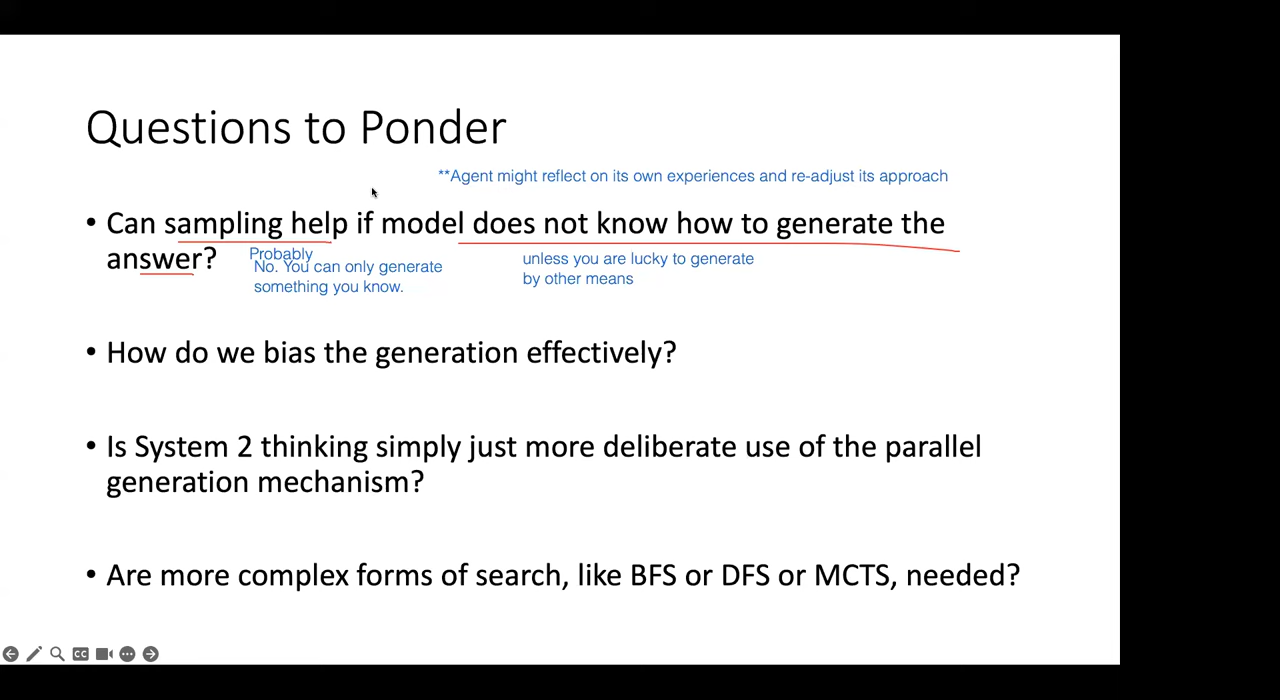 Questions to Ponder
**Agent might reflect on its own experiences and re-adjust its approach
• Can sampling help if model does not know how to generate the
answer?
Probably
No. You can only generate
something you know.
unless you are lucky to generate
by other means
• How do we bias the generation effectively?
• Is System 2 thinking simply just more deliberate use of the parallel
generation mechanism?
• Are more complex forms of search, like BFS or DFS or MCTS, needed?
CC